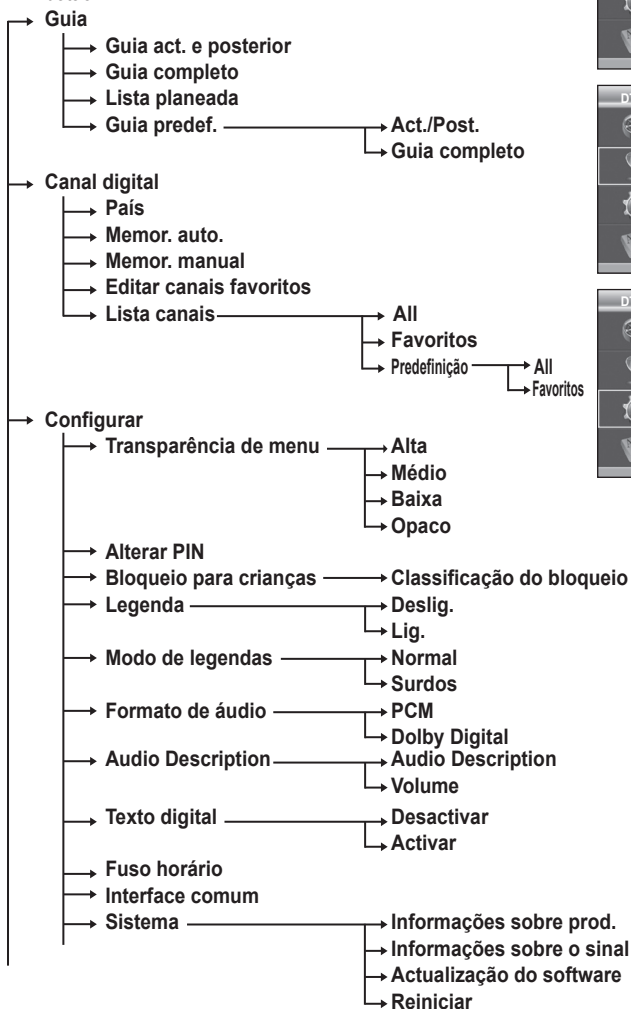 Guia
Guia act. e posterior
Guia completo
Lista planeada
Guia predef.
Act./Post.
Guia completo
Canal digital
País
Memor. auto.
Memor. manual
Editar canais favoritos
Lista canais
All
Favoritos
Predefinição
All
Favoritos
Configurar
Transparência de menu
Alta
Médio
Baixa
Opaco
Alterar PIN
Bloqueio para crianças
Classificação do bloqueio
Legenda
Deslig.
Lig.
Modo de legendas
Normal
Surdos
Formato de áudio
PCM
Dolby Digital
Audio Description
Audio Description
Volume
Texto digital
Desactivar
Activar
Fuso horário
Interface comum
Sistema
Informações sobre prod.
Informações sobre o sinal
Actualização do software
Reiniciar